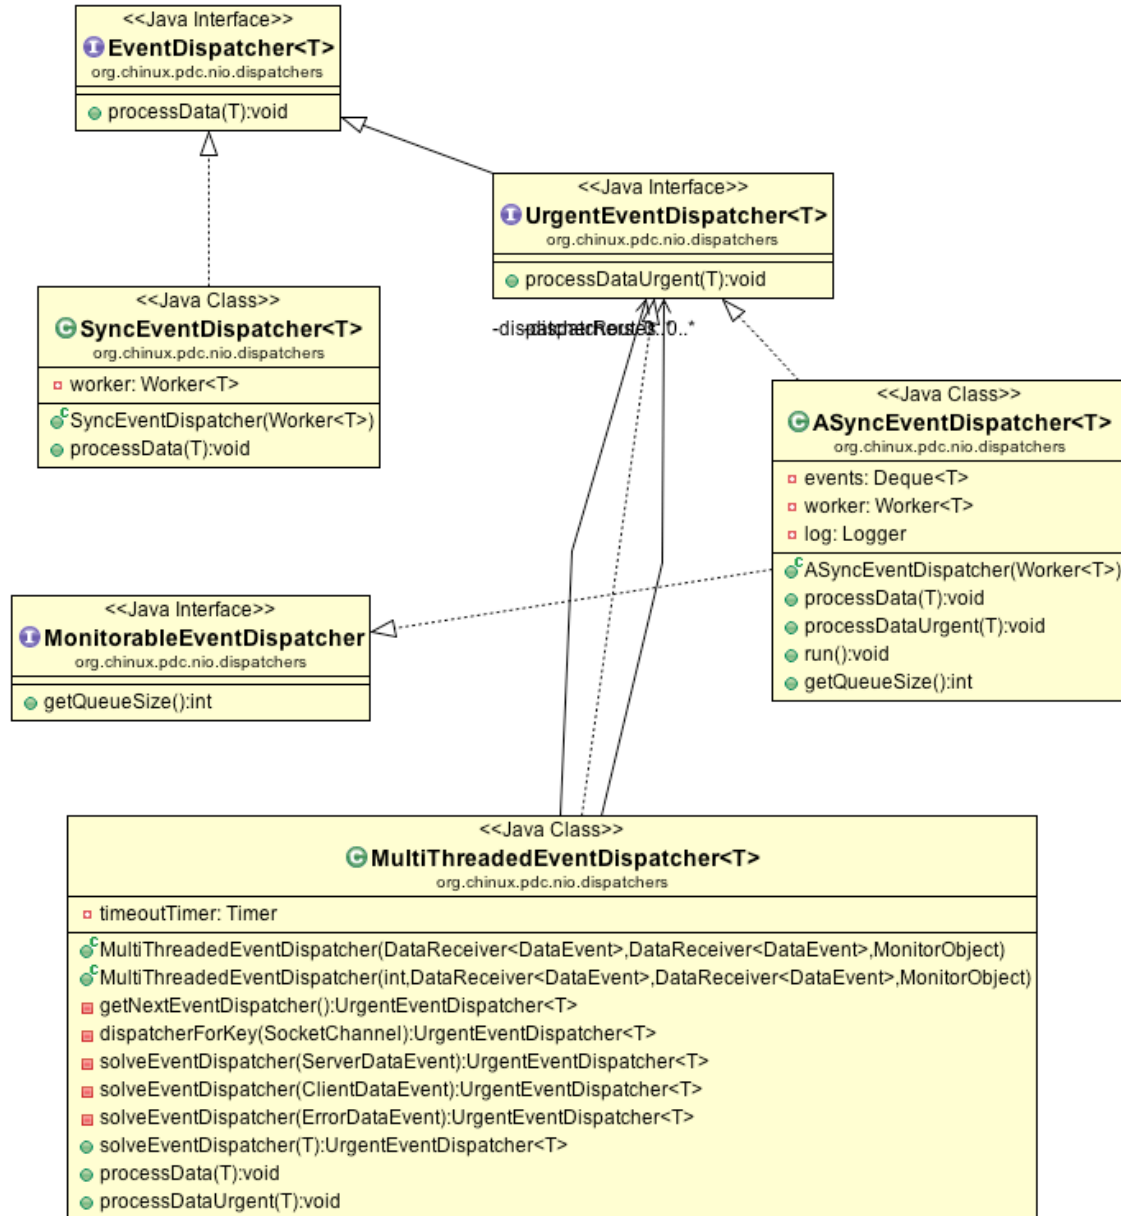 <<Java Interface>>
EventDispatcher<T>
org.chinux.pdc.nio.dispatchers
processData(T):void
<<Java Interface>>
UrgentEventDispatcher<T>
org.chinux.pdc.nio.dispatchers
processDataUrgent(T):void
<<Java Class>>
SyncEventDispatcher<T>
org.chinux.pdc.nio.dispatchers
worker: Worker<T>
SyncEventDispatcher(Worker<T>)
processData(T):void
0..*
<<Java Class>>
ASyncEventDispatcher<T>
org.chinux.pdc.nio.dispatchers
events: Deque<T>
worker: Worker<T>
log: Logger
ASyncEventDispatcher(Worker<T>)
processData(T):void
processDataUrgent(T):void
run():void
getQueueSize():int
<<Java Interface>>
MonitorableEventDispatcher
org.chinux.pdc.nio.dispatchers
getQueueSize():int
<<Java Class>>
MultiThreadedEventDispatcher<T>
org.chinux.pdc.nio.dispatchers
timeoutTimer: Timer
MultiThreadedEventDispatcher(DataReceiver<DataEvent>,DataReceiver<DataEvent>,MonitorObject)
MultiThreadedEventDispatcher(int,DataReceiver<DataEvent>,DataReceiver<DataEvent>,MonitorObject)
getNextEventDispatcher():UrgentEventDispatcher<T>
dispatcherForKey(SocketChannel):UrgentEventDispatcher<T>
solveEventDispatcher(ServerDataEvent):UrgentEventDispatcher<T>
solveEventDispatcher(ClientDataEvent):UrgentEventDispatcher<T>
solveEventDispatcher(ErrorDataEvent):UrgentEventDispatcher<T>
solveEventDispatcher(T):UrgentEventDispatcher<T>
processData(T):void
processDataUrgent(T):void